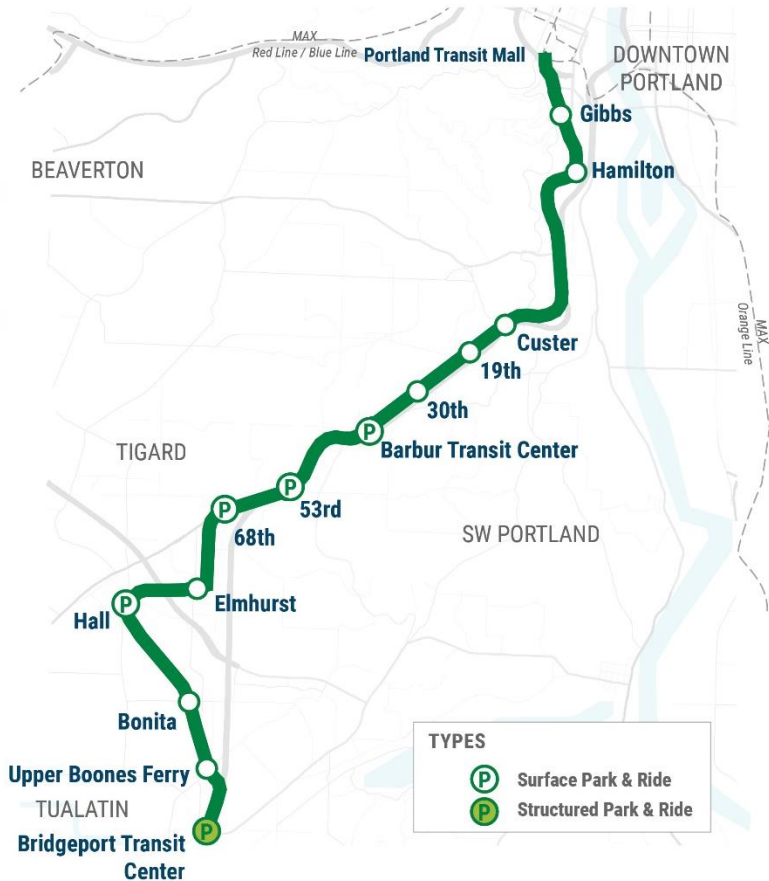 MAX
Red Line / Blue Line
Portland Transit Mall
DOWNTOWN
PORTLAND
Gibbs
BEAVERTON
Hamilton
MAX
Orange Line
Custer
19th
30th
Barbur Transit Center
TIGARD
53rd
SW PORTLAND
68th
Elmhurst
Hall
Bonita
Upper Boones Ferry
TUALATIN
Bridgeport Transit
Center
TYPES
P Surface Park & Ride
P Structured Park & Ride
P
P
P
P
P